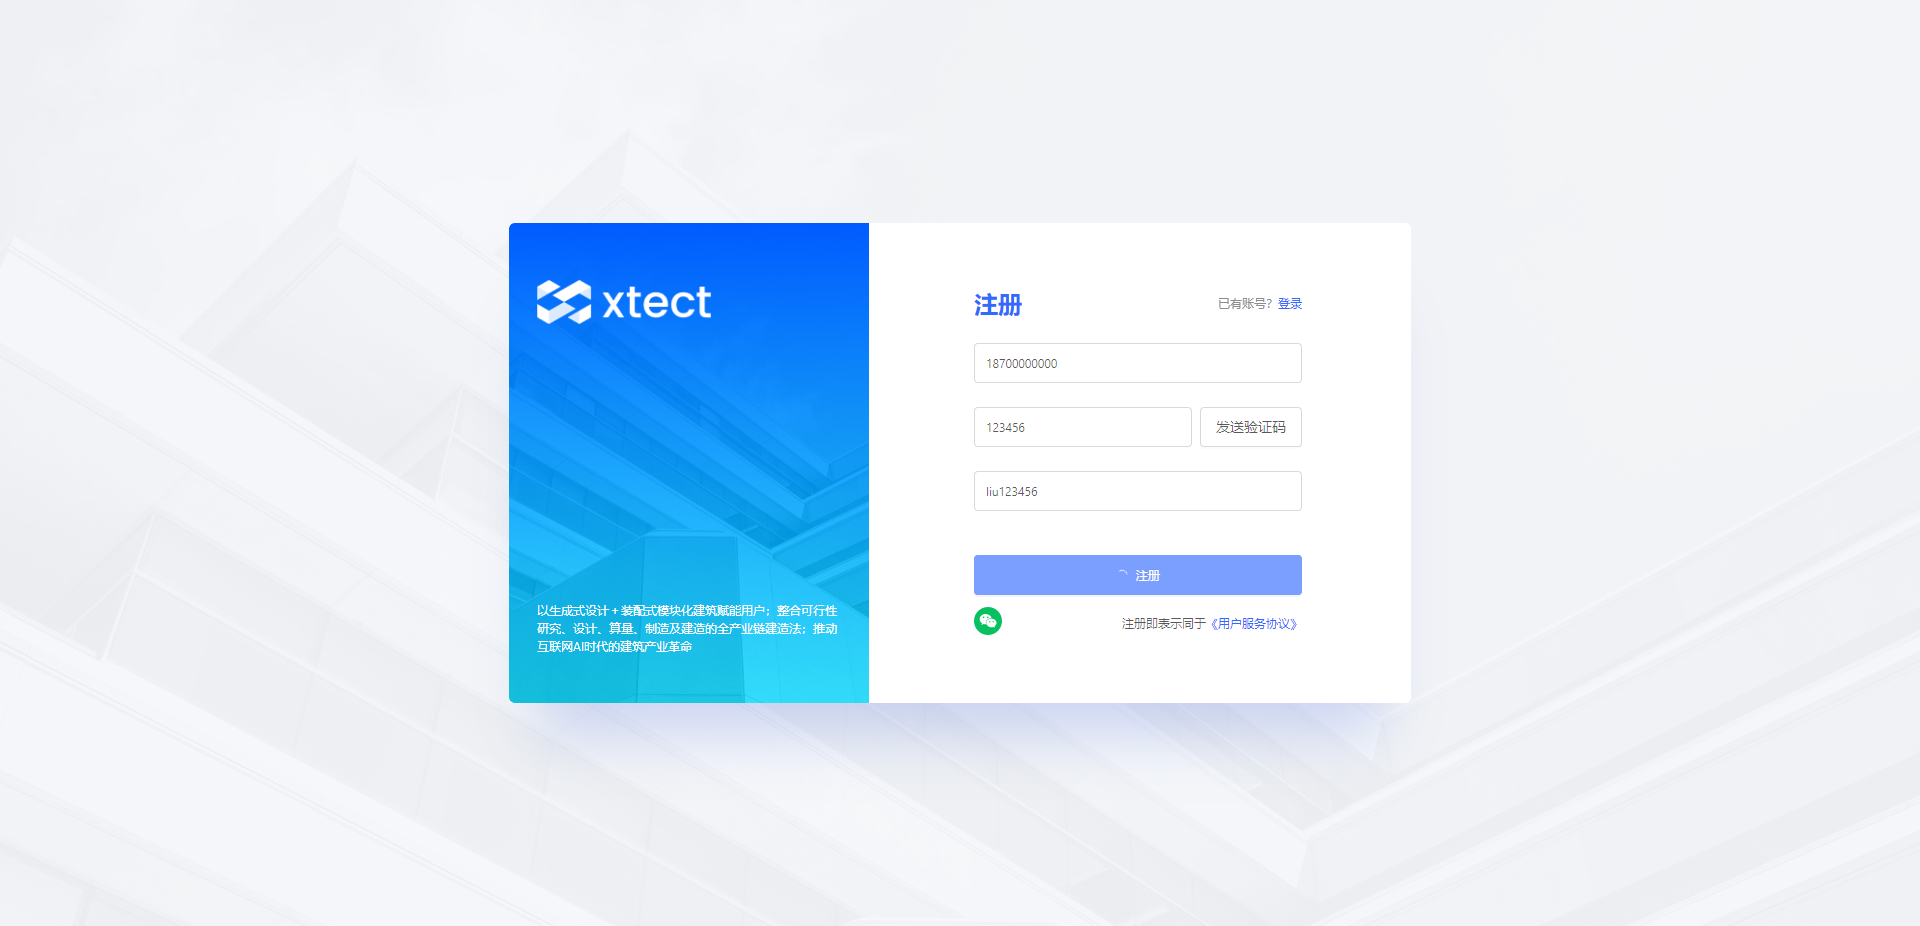 xtect
以生成式设计+装配式模块化建筑赋能用户；整合可行性
研究、设计、算量、制造及建造的全产业链建造法；推动
互联网AI时代的建筑产业革命
注册
已有账号？登录
18700000000
123456
发送验证码
liu123456
注册
注册即表示同于《用户服务协议》